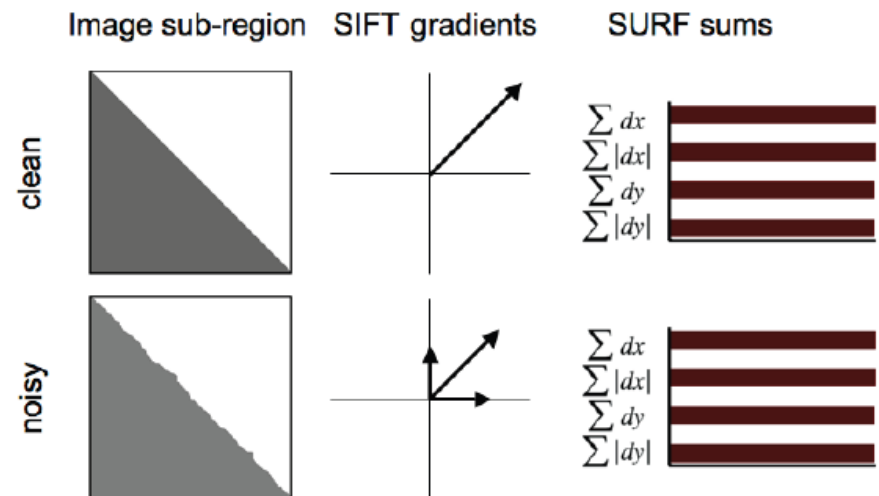 Image sub-region SIFT gradients SURF sums
clean
∑ dx
∑ |dx|
∑ dy
∑ |dy|
noisy
∑ dx
∑ |dx|
∑ dy
∑ |dy|